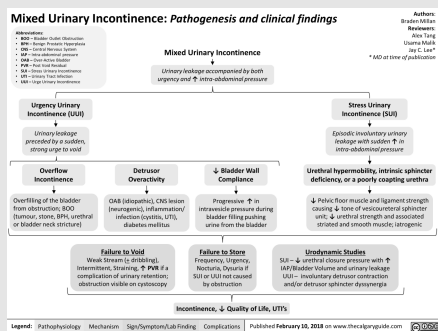 Mixed Urinary Incontinence: Pathogenesis and clinical findings
Authors:
Braden Millan
Reviewers:
Alex Tang
Usama Malik
Jay C. Lee*
* MD at time of publication
Abbreviations:
• BOO – Bladder Outlet Obstruction
• BPH – Benign Prostate Hyperplasia
• CNS – Central Nervous System
• IAP – Intra-abdominal Pressure
• OAB – Over-Active Bladder
• PVR – Post-Void Residual
• SUI – Stress Urinary Incontinence
• UTI – Urinary Tract Infection
• UUI – Urge Urinary Incontinence
Mixed Urinary Incontinence
Urinary leakage accompanied by both
urgency and ↑ intra-abdominal pressure
Urgency Urinary
Incontinence (UUI)
Urinary leakage
preceded by a sudden,
strong urge to void
Stress Urinary
Incontinence (SUI)
Episodic involuntary urinary
leakage with sudden ↑ in
intra-abdominal pressure
Overflow
Incontinence
Overfilling of the bladder
from obstruction; BOO
(tumour, stone, BPH, urethral
or bladder neck stricture)
Detrusor
Overactivity
OAB (idiopathic), CNS lesion
(neurogenic), inflammation/
infection (cystitis, UTI),
diabetes mellitus
↓ Bladder Wall
Compliance
Progressive ↑ in
intravesicle pressure during
bladder filling pushing
urine from the bladder
Urethral hypermobility, intrinsic sphincter
deficiency, or a poorly coapting urethra
↓ Pelvic floor muscle and ligament strength
causing ↓ tone of vesicoureteral sphincter
unit; ↓ urethral strength and associated
striated and smooth muscle; iatrogenic
Failure to Void
Weak Stream (± dribbling),
Intermittent, Straining, ↑ PVR if a
complication of urinary retention;
obstruction visible on cystoscopy
Failure to Store
Frequency, Urgency,
Nocturia, Dysuria if
SUI or UUI not caused
by obstruction
Urodynamic Studies
SUI – ↓ urethral closure pressure with ↑
IAP/Bladder Volume and urinary leakage
UUI – involuntary detrusor contraction
and/or detrusor sphincter dyssynergia
Incontinence, ↓ Quality of Life, UTI's
Legend: Pathophysiology Mechanism Sign/Symptom/Lab Finding Complications Published February 10, 2018 on www.thecalgaryguide.com